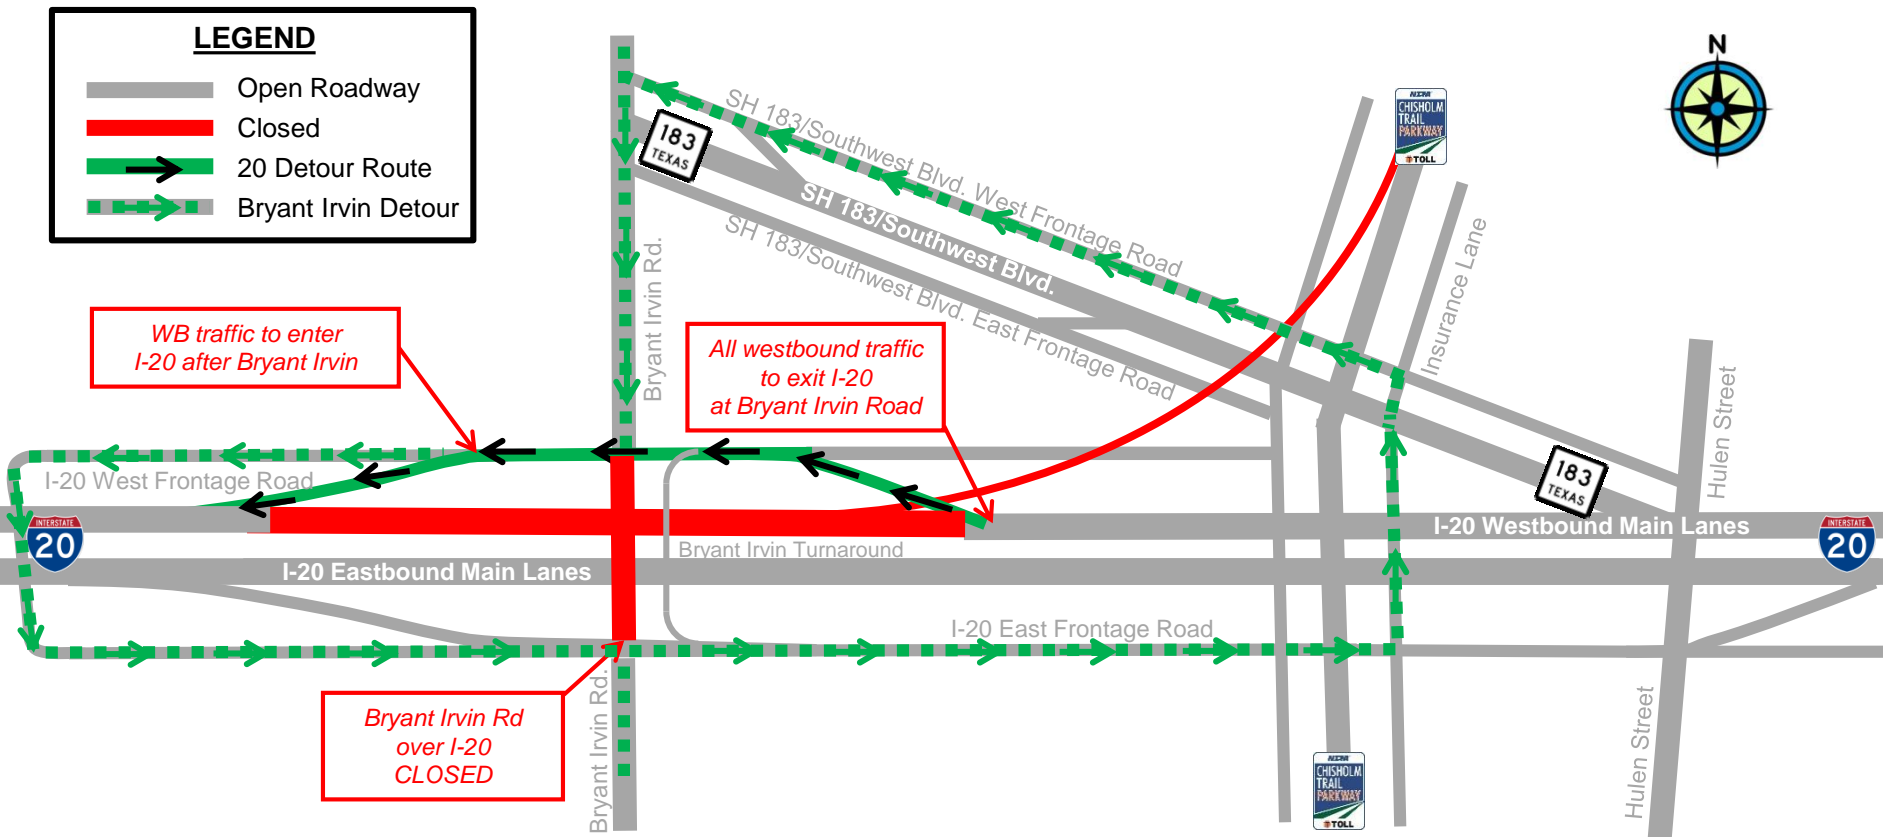 LEGEND
Open Roadway
Closed
20 Detour Route
Bryant Irvin Detour
N
NTTA
CHISHOLM
TRAIL
PARKWAY
TOLL
183
TEXAS
SH 183/Southwest Blvd. West Frontage Road
SH 183/Southwest Blvd.
SH 183/Southwest Blvd. East Frontage Road
Insurance Lane
Bryant Irvin Rd.
Hulen Street
WB traffic to enter
I-20 after Bryant Irvin
All westbound traffic
to exit I-20
at Bryant Irvin Road
I-20 West Frontage Road
183
TEXAS
INTERSTATE
20
I-20 Westbound Main Lanes
INTERSTATE
20
Bryant Irvin Turnaround
I-20 Eastbound Main Lanes
I-20 East Frontage Road
Bryant Irvin Rd
over I-20
CLOSED
Bryant Irvin Rd.
Hulen Street
NTTA
CHISHOLM
TRAIL
PARKWAY
TOLL